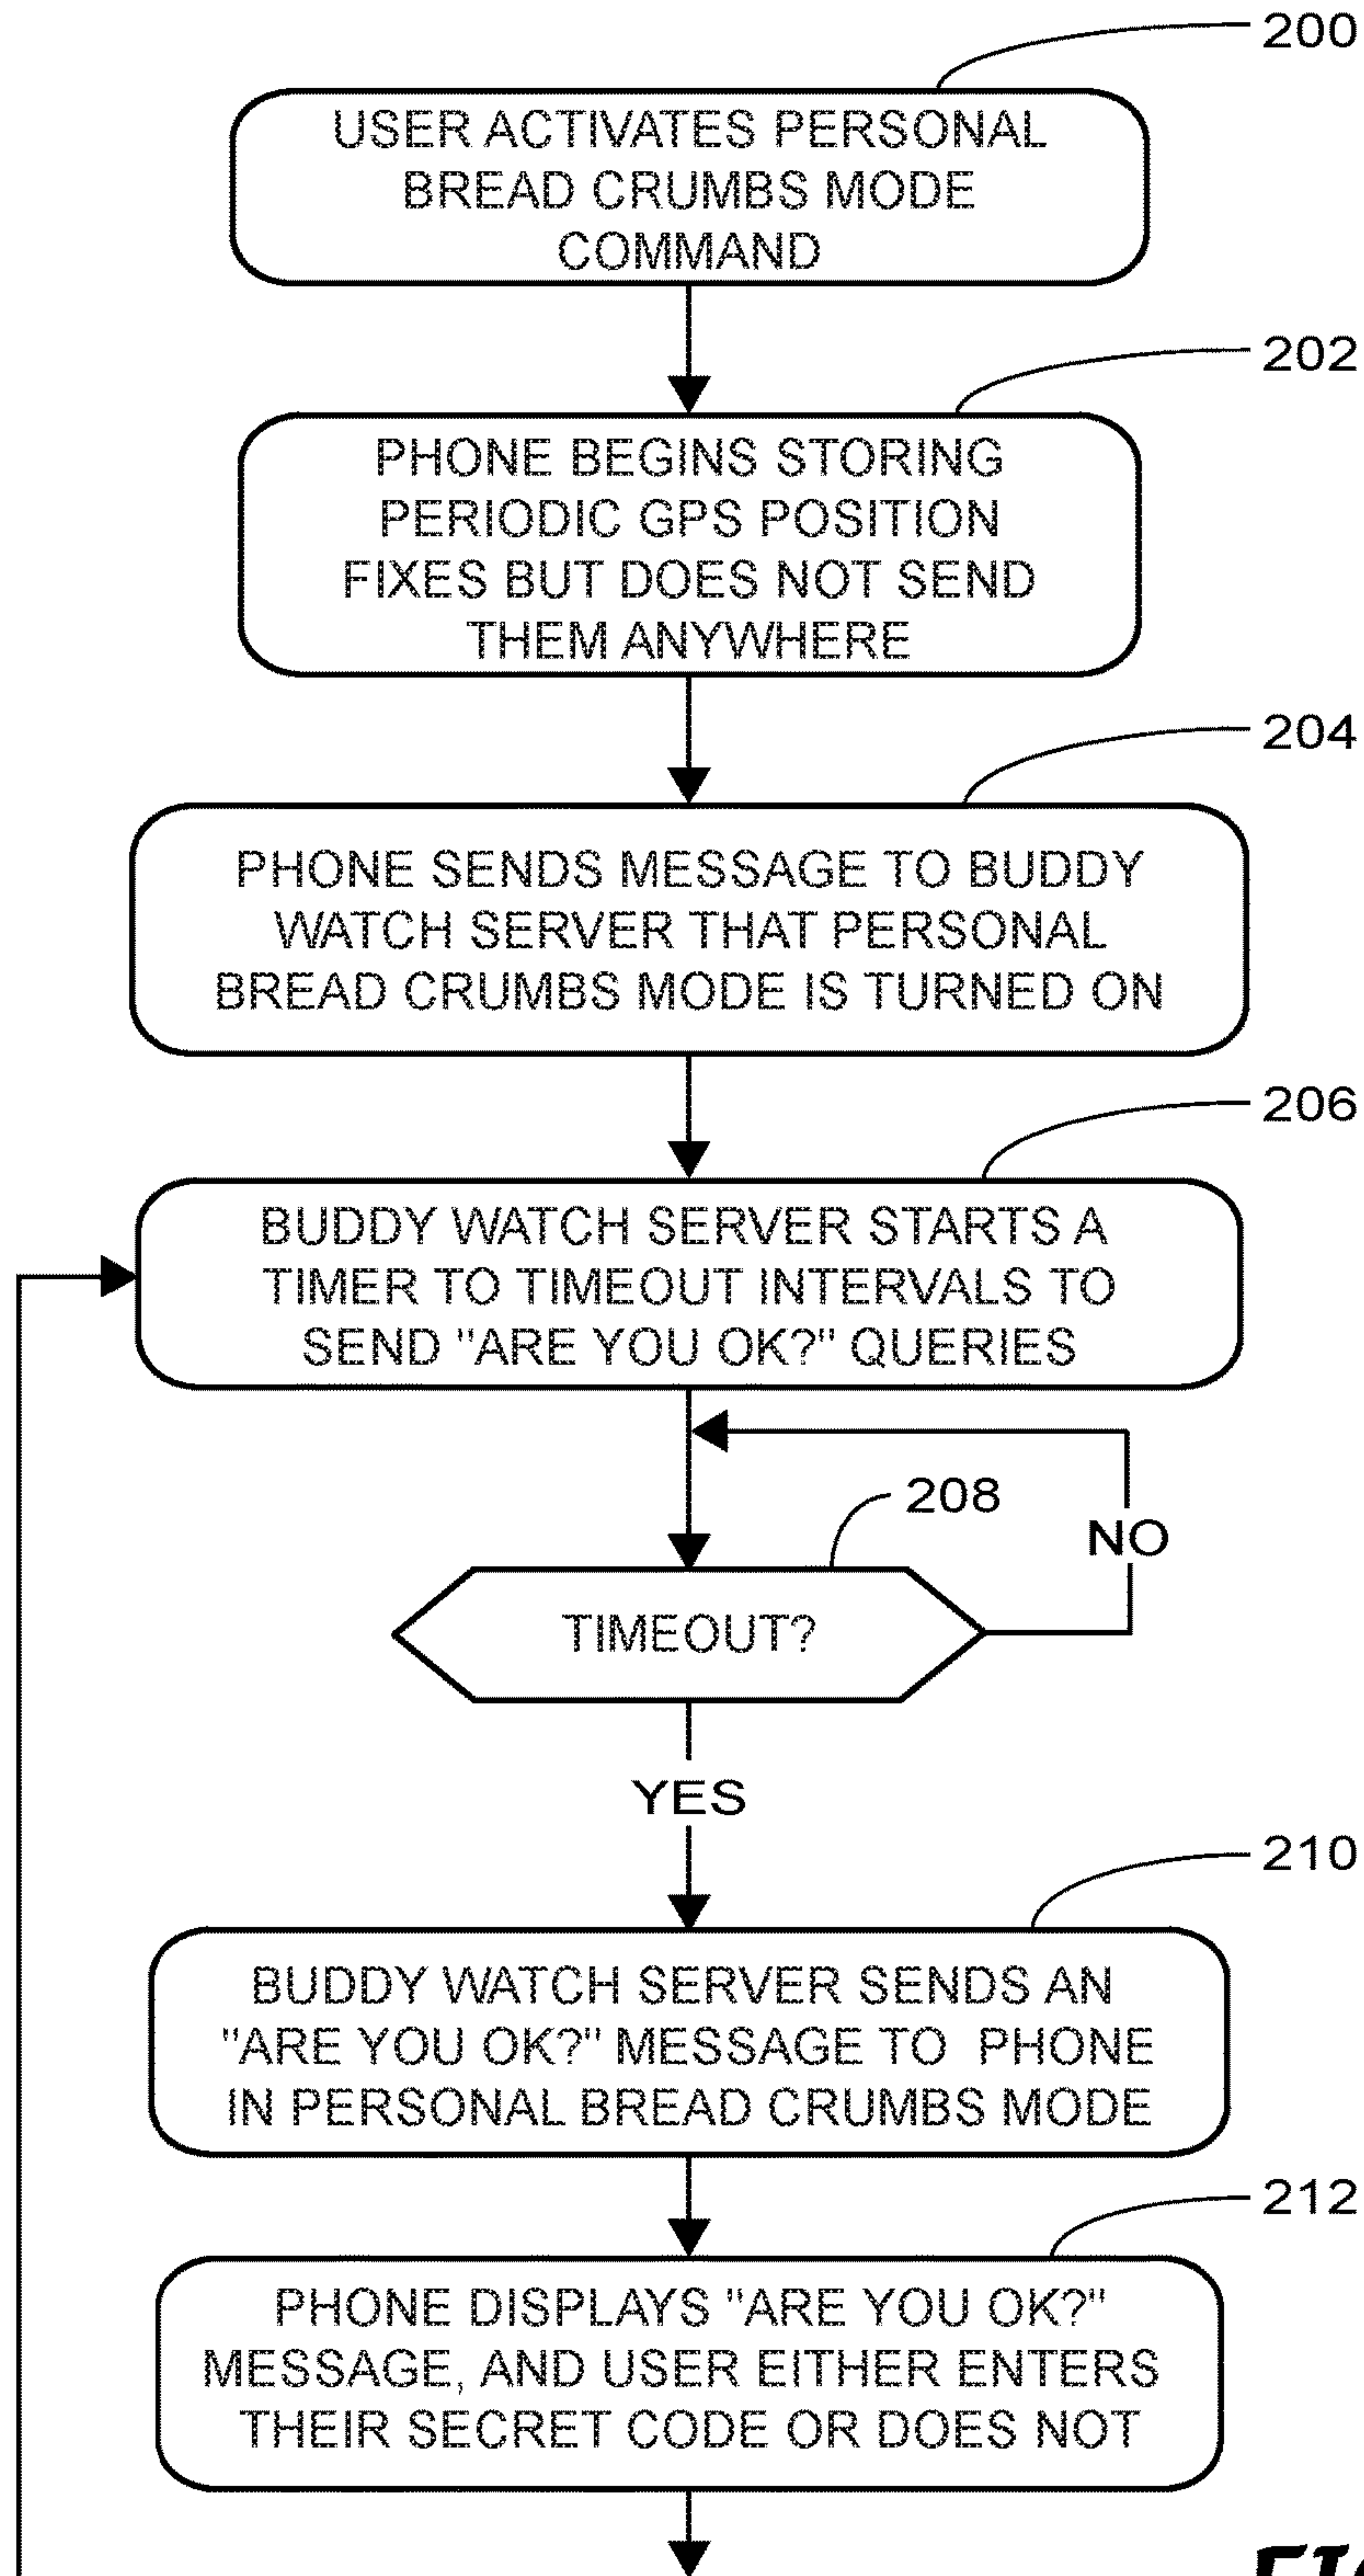 200
USER ACTIVATES PERSONAL
BREAD CRUMBS MODE
COMMAND
202
PHONE BEGINS STORING
PERIODIC GPS POSITION
FIXES BUT DOES NOT SEND
THEM ANYWHERE
204
PHONE SENDS MESSAGE TO BUDDY
WATCH SERVER THAT PERSONAL
BREAD CRUMBS MODE IS TURNED ON
206
BUDDY WATCH SERVER STARTS A
TIMER TO TIMEOUT INTERVALS TO
SEND "ARE YOU OK?" QUERIES
208
NO
TIMEOUT?
YES
210
BUDDY WATCH SERVER SENDS AN
"ARE YOU OK?" MESSAGE TO PHONE
IN PERSONAL BREAD CRUMBS MODE
212
PHONE DISPLAYS "ARE YOU OK?"
MESSAGE, AND USER EITHER ENTERS
THEIR SECRET CODE OR DOES NOT